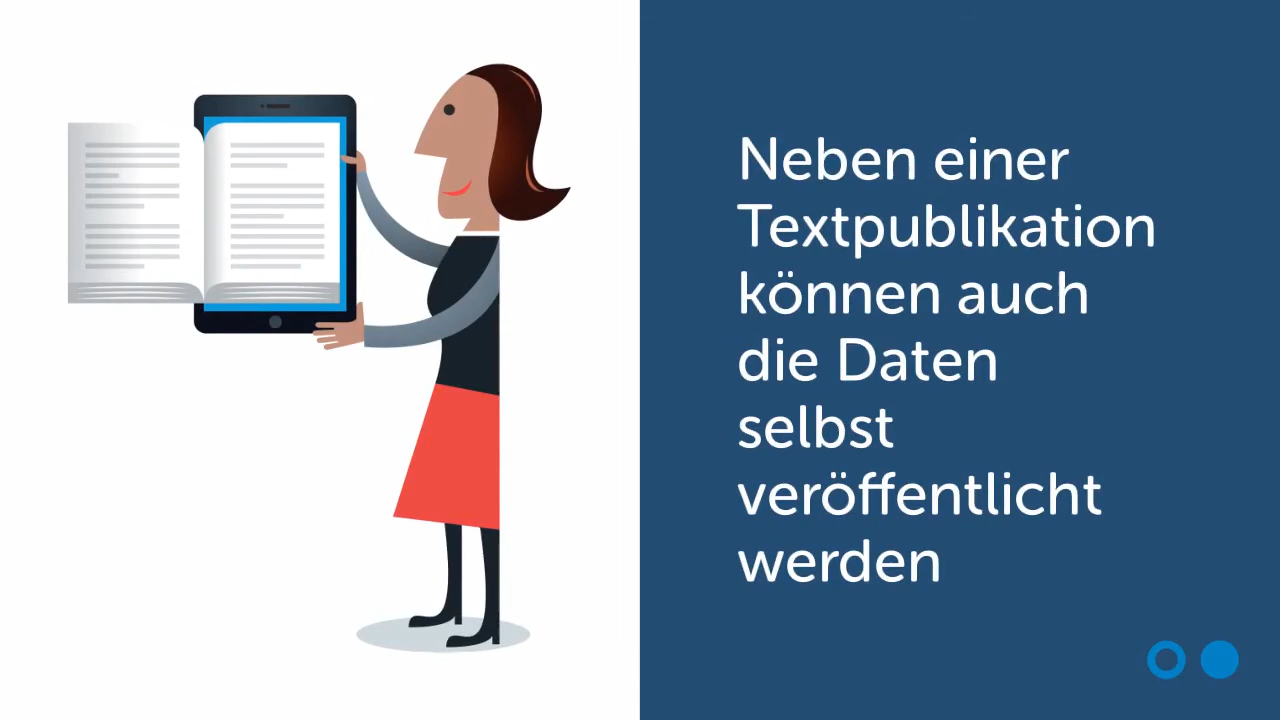 Neben einer
Textpublikation
können auch
die Daten
selbst
veröffentlicht
werden